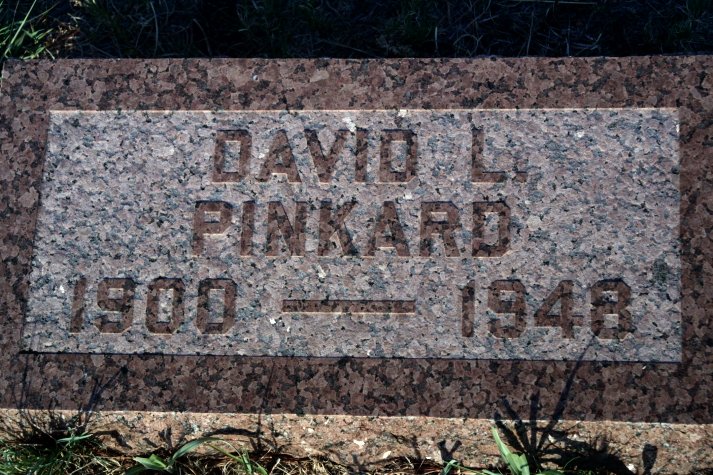 DAVID L.
PINKARD
1900 — 1948